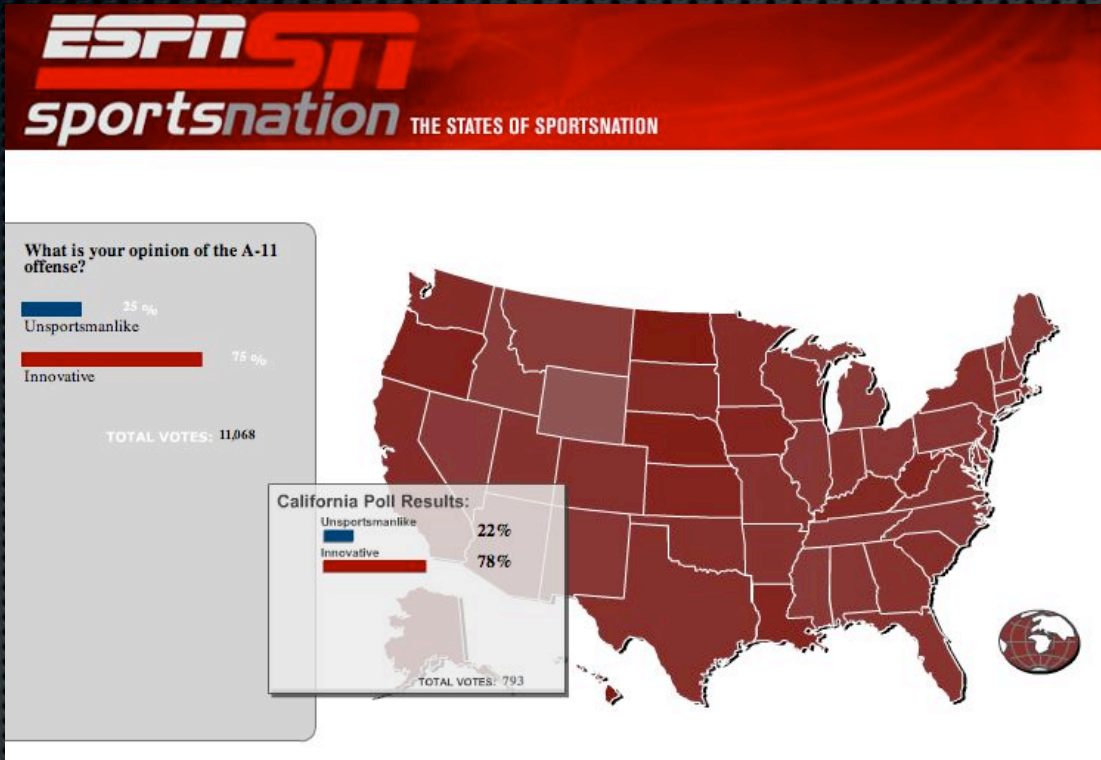 ESPN SN
sportsnation THE STATES OF SPORTSNATION
What is your opinion of the A-11
offense?
25 %
Unsportsmanlike
75 %
Innovative
TOTAL VOTES: 11,068
California Poll Results:
Unsportsmanlike
22%
Innovative
78%
TOTAL VOTES: 793